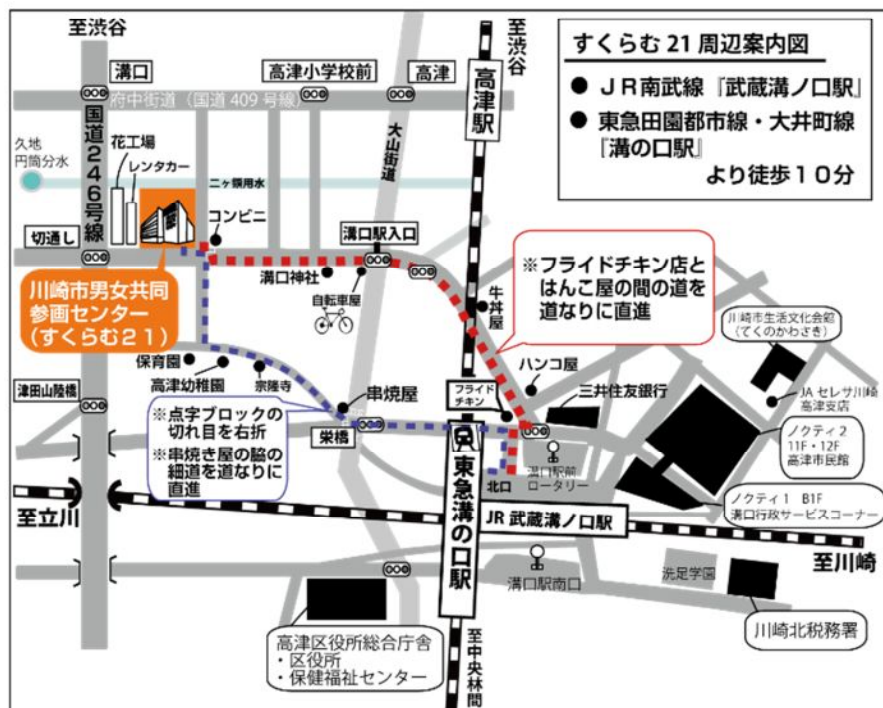 至渋谷
溝口
高津小学校前
高津
至渋谷
府中街道（国道409号線）
高津駅
すくらむ21周辺案内図
● JR南武線『武蔵溝ノ口駅』
● 東急田園都市線・大井町線
『溝の口駅』
より徒歩10分
国道246号線
大山街道
久地
円筒分水
花工場
レンタカー
二ヶ領用水
コンビニ
切通し
溝口駅入口
溝口神社
自転車屋
川崎市男女共同
参画センター
(すくらむ21)
※フライドチキン店と
はんこ屋の間の道を
道なりに直進
牛丼屋
川崎市生活文化会館
(てくのかわさき)
保育園
高津幼稚園
宗隆寺
串焼屋
ハンコ屋
フライド
チキン
三井住友銀行
JAセレサ川崎
高津支店
津田山陸橋
※点字ブロックの
切れ目を右折
※串焼き屋の脇の
細道を道なりに
直進
栄橋
ノクティ2
11F・12F
高津市民館
溝口駅前
ロータリー
北口
ノクティ1 B1F
溝口行政サービスコーナー
至立川
東急溝の口駅
JR武蔵溝ノ口駅
至川崎
溝口駅南口
洗足学園
川崎北税務署
高津区役所総合庁舎
・区役所
・保健福祉センター
至中央林間